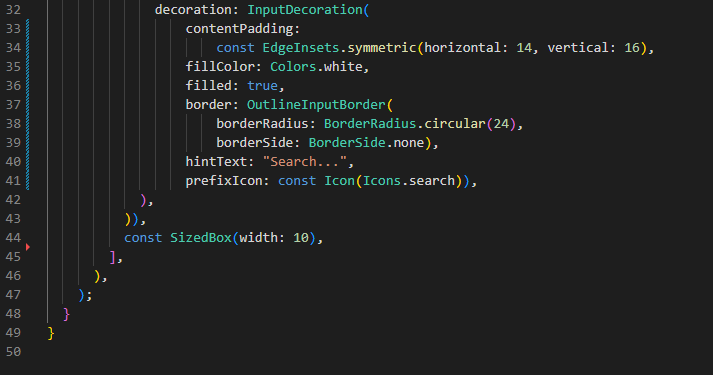 32 decoration: InputDecoration(
33 contentPadding:
34 const EdgeInsets.symmetric(horizontal: 14, vertical: 16),
35 fillColor: Colors.white,
36 filled: true,
37 border: OutlineInputBorder(
38 borderRadius: BorderRadius.circular(24),
39 borderSide: BorderSide.none),
40 hintText: "Search...",
41 prefixIcon: const Icon(Icons.search)),
42 ),
43 )),
44 const SizedBox(width: 10),
45 ],
46 ),
47 );
48 }
49 }
50